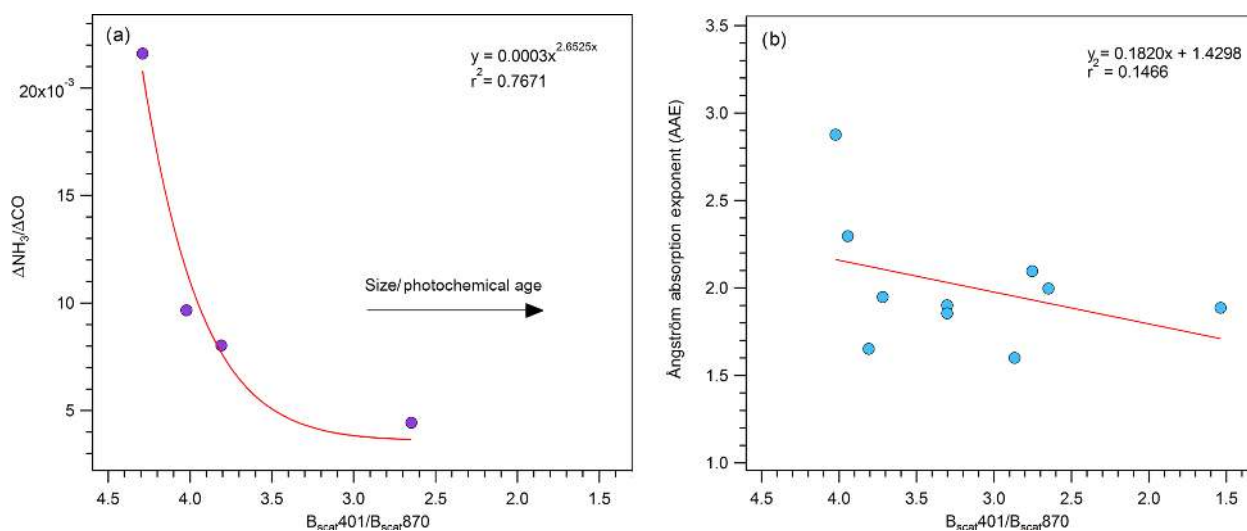 (a)
y = 0.0003x^2.6525x
r² = 0.7671
20x10⁻³
15
10
5
ΔNH₃/ΔCO
Size/photochemical age
4.5 4.0 3.5 3.0 2.5 2.0 1.5
Bscat401/Bscat870
(b)
y = 0.1820x + 1.4298
r² = 0.1466
3.5
3.0
2.5
2.0
1.5
1.0
Ångström absorption exponent (AAE)
4.5 4.0 3.5 3.0 2.5 2.0 1.5
Bscat401/Bscat870